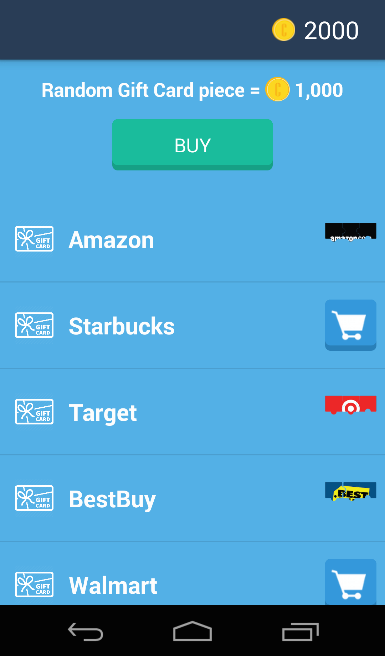 2000
Random Gift Card piece = 1,000
BUY
GIFT CARD Amazon amazon.com
GIFT CARD Starbucks
GIFT CARD Target
GIFT CARD BestBuy BEST
GIFT CARD Walmart